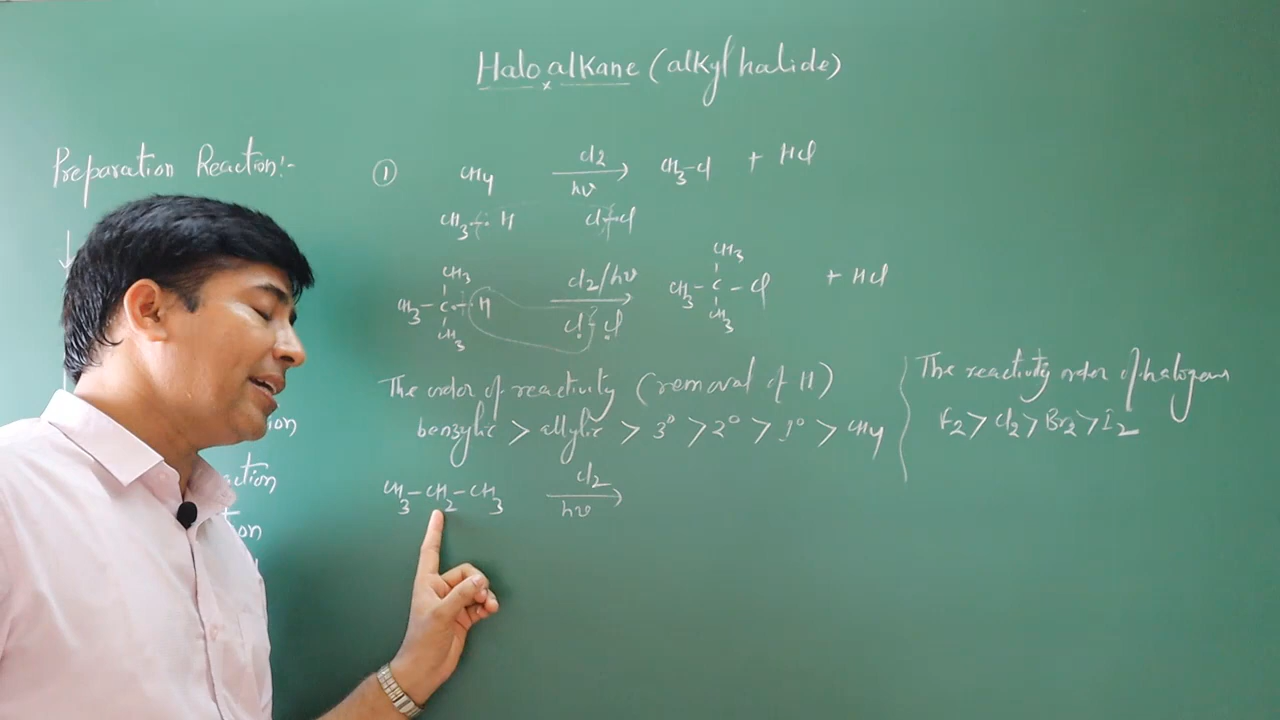 Haloalkane (alkyl halide)
Preparation Reaction:-
① CH4 Cl2 hν → CH3-Cl + HCl
CH3-H Cl-Cl
CH3 CH3
CH3-C-H Cl2/hν → CH3-C-Cl + HCl
CH3 Cl Cl CH3
The order of reactivity (removal of H)
benzylic > allylic > 3° > 2° > 1° > CH4
CH3-CH2-CH3 Cl2 hν →
The reactivity order of halogens
F2 > Cl2 > Br2 > I2